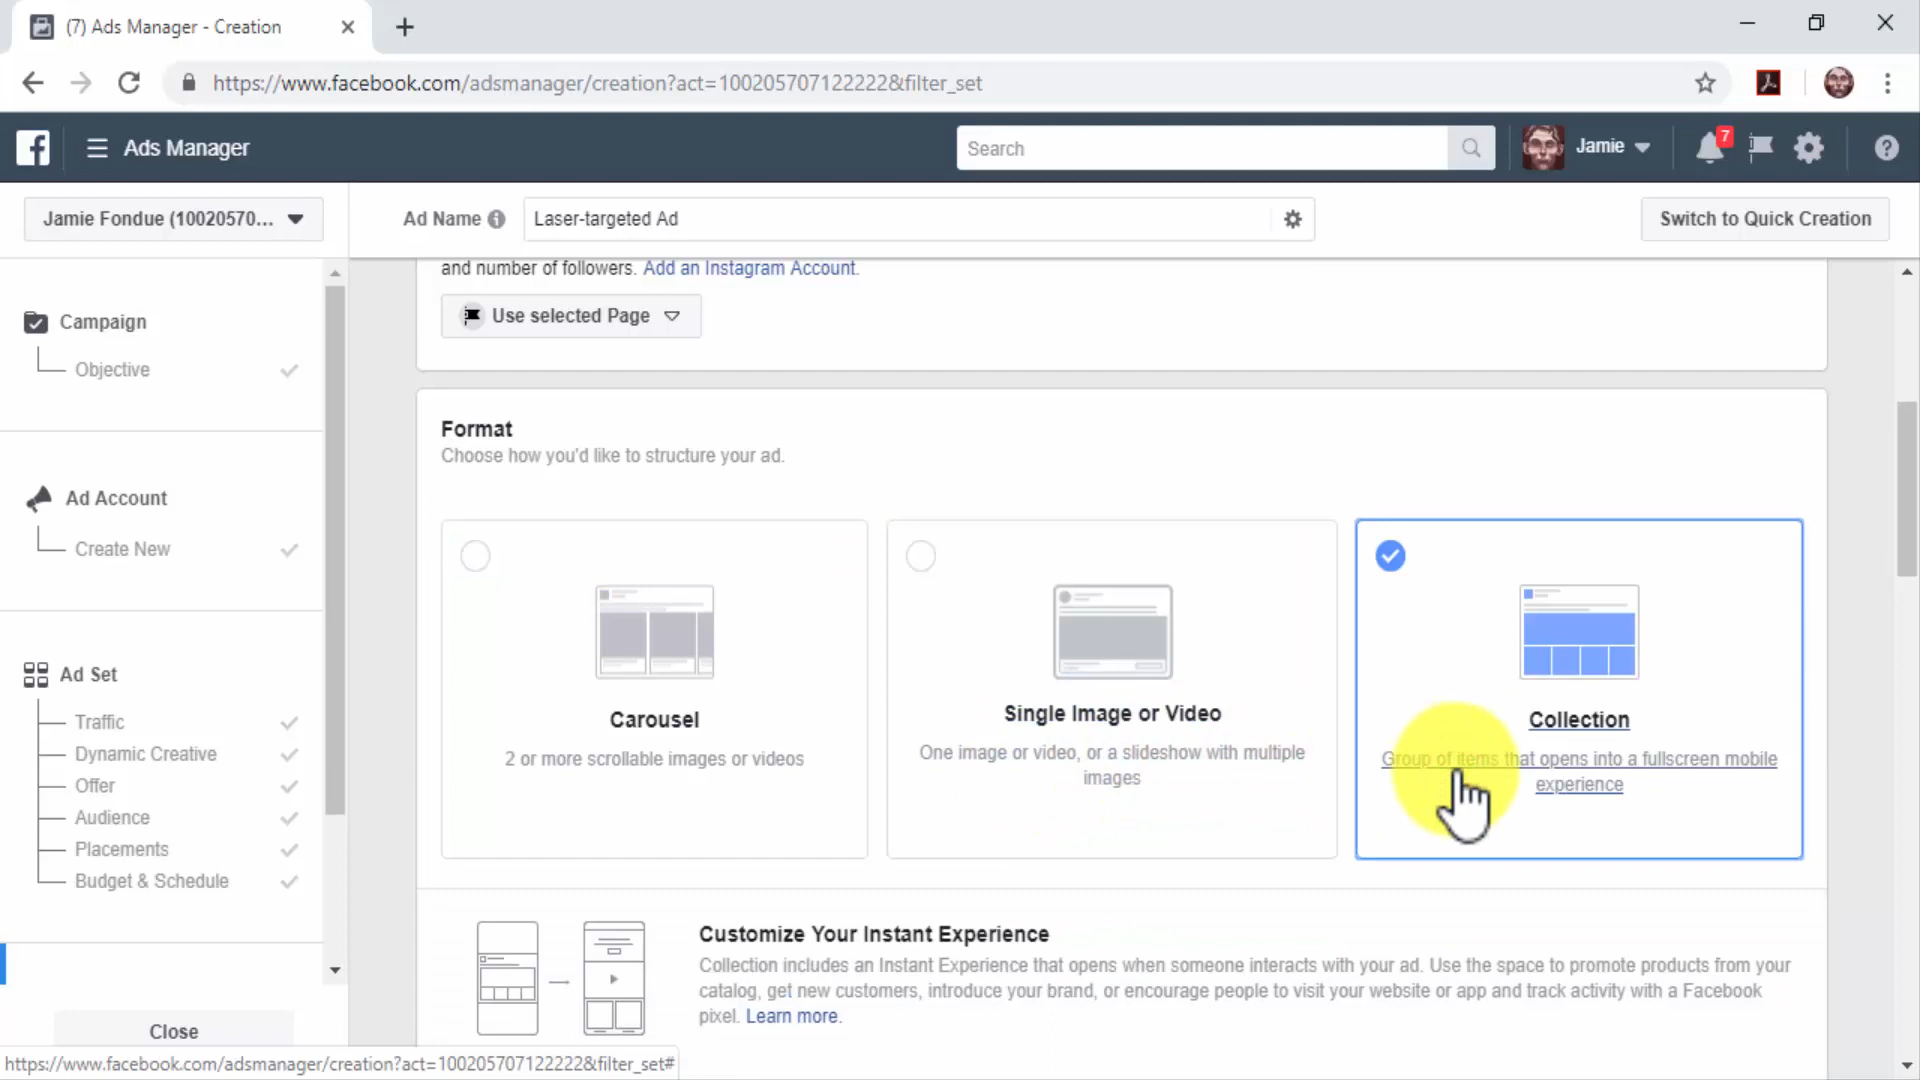 (7) Ads Manager - Creation
https://www.facebook.com/adsmanager/creation?act=100205707122222&filter_set
Ads Manager
Search
Jamie
7
Jamie Fondue (10020570...
Ad Name
Laser-targeted Ad
Switch to Quick Creation
and number of followers. Add an Instagram Account.
Use selected Page
Campaign
Objective
Ad Account
Create New
Ad Set
Traffic
Dynamic Creative
Offer
Audience
Placements
Budget & Schedule
Close
Format
Choose how you'd like to structure your ad.
Carousel
2 or more scrollable images or videos
Single Image or Video
One image or video, or a slideshow with multiple
images
Collection
Group of items that opens into a fullscreen mobile
experience
Customize Your Instant Experience
Collection includes an Instant Experience that opens when someone interacts with your ad. Use the space to promote products from your
catalog, get new customers, introduce your brand, or encourage people to visit your website or app and track activity with a Facebook
pixel. Learn more.
https://www.facebook.com/adsmanager/creation?act=100205707122222&filter_set#